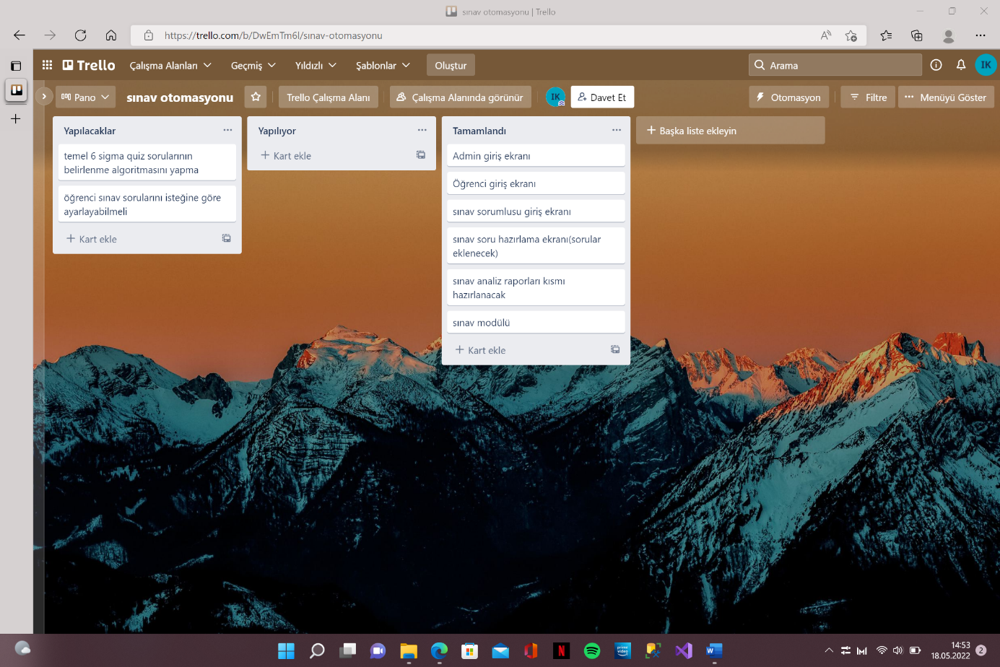 sınav otomasyonu | Trello
https://trello.com/b/DwEmTm6l/sınav-otomasyonu
Trello
Çalışma Alanları
Geçmiş
Yıldızlı
Şablonlar
Oluştur
Arama
IK
Pano
sınav otomasyonu
Trello Çalışma Alanı
Çalışma Alanında görünür
IK
Davet Et
Otomasyon
Filtre
Menüyü Göster
Yapılacaklar
temel 6 sigma quiz sorularının
belirlenme algoritmasını yapma
öğrenci sınav sorularını isteğine göre
ayarlayabilmeli
Kart ekle
Yapılıyor
Kart ekle
Tamamlandı
Admin giriş ekranı
Öğrenci giriş ekranı
sınav sorumlusu giriş ekranı
sınav soru hazırlama ekranı(sorular
eklenecek)
sınav analiz raporları kısmı
hazırlanacak
sınav modülü
Kart ekle
Başka liste ekleyin
prime video
14:53
18.05.2022
2